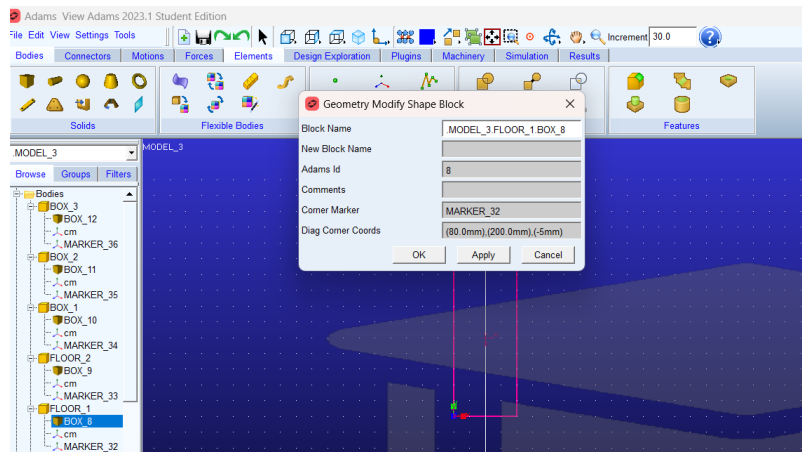 Adams View Adams 2023.1 Student Edition
File Edit View Settings Tools
Increment 30.0
Bodies Connectors Motions Forces Elements Design Exploration Plugins Machinery Simulation Results
Solids Flexible Bodies Features
Geometry Modify Shape Block
Block Name .MODEL_3.FLOOR_1.BOX_8
New Block Name
Adams Id 8
Comments
Corner Marker MARKER_32
Diag Corner Coords (80.0mm),(200.0mm),(-5mm)
OK Apply Cancel
.MODEL_3
MODEL_3
Browse Groups Filters
Bodies
BOX_3
BOX_12
cm
MARKER_36
BOX_2
BOX_11
cm
MARKER_35
BOX_1
BOX_10
cm
MARKER_34
FLOOR_2
BOX_9
cm
MARKER_33
FLOOR_1
BOX_8
cm
MARKER_32